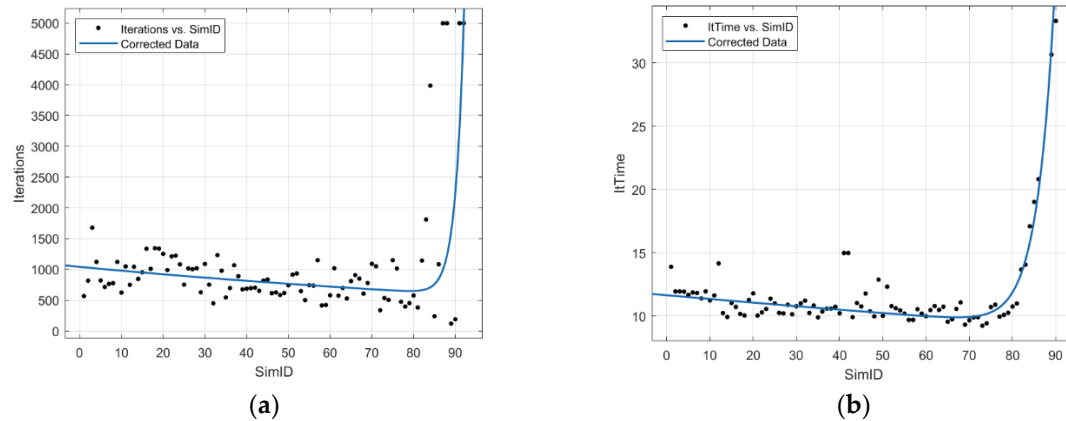 Iterations vs. SimID
Corrected Data
5000
4500
4000
3500
3000
2500
2000
1500
1000
500
0
Iterations
0 10 20 30 40 50 60 70 80 90
SimID
(a)
ItTime vs. SimID
Corrected Data
35
30
25
20
15
10
ItTime
0 10 20 30 40 50 60 70 80 90
SimID
(b)